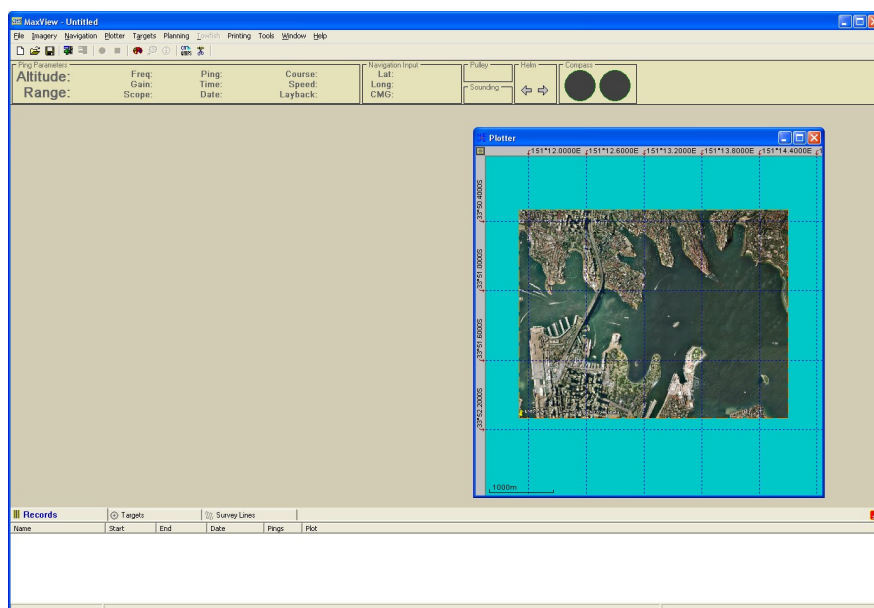 MaxView - Untitled
File Imagery Navigation Plotter Targets Planning Towfish Printing Tools Window Help
Ping Parameters
Altitude:
Range:
Freq:
Gain:
Scope:
Ping:
Time:
Date:
Course:
Speed:
Layback:
Navigation Input
Lat:
Long:
CMG:
Pulley
Sounding
Helm
Compass
Plotter
151°12.0000E 151°12.6000E 151°13.2000E 151°13.8000E 151°14.4000E
33°50.4000S
33°51.0000S
33°51.6000S
33°52.2000S
1000m
Records Targets Survey Lines
Name Start End Date Pings Plot